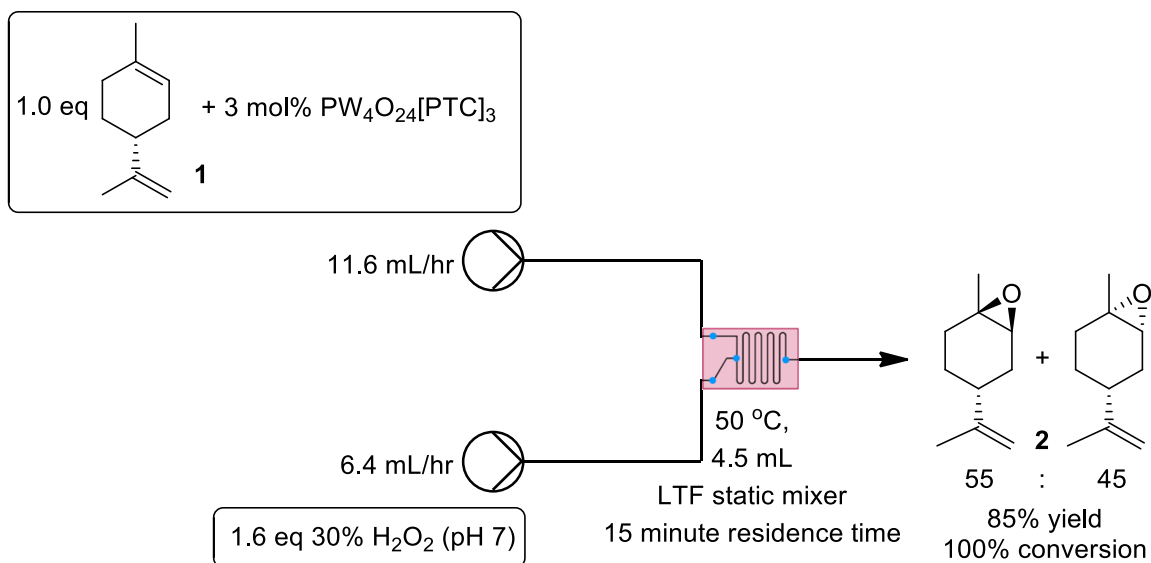 1.0 eq
+ 3 mol% PW₄O₂₄[PTC]₃
1
11.6 mL/hr
6.4 mL/hr
1.6 eq 30% H₂O₂ (pH 7)
50 °C,
4.5 mL
LTF static mixer
15 minute residence time
O
+
O
2
55 : 45
85% yield
100% conversion